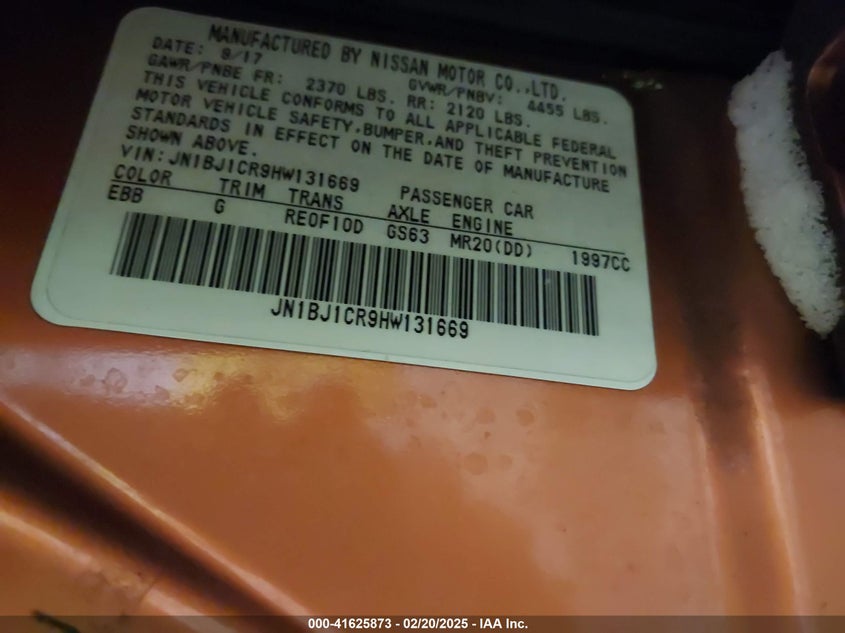 MANUFACTURED BY NISSAN MOTOR CO.,LTD.
DATE: 9/17 GVWR/PNBV: 4455 LBS.
GAWR/PNBE FR: 2370 LBS. RR: 2120 LBS.
THIS VEHICLE CONFORMS TO ALL APPLICABLE FEDERAL
MOTOR VEHICLE SAFETY,BUMPER,AND THEFT PREVENTION
STANDARDS IN EFFECT ON THE DATE OF MANUFACTURE
SHOWN ABOVE.
VIN: JN1BJ1CR9HW131669 PASSENGER CAR
COLOR TRIM TRANS AXLE ENGINE
EBB G RE0F10D GS63 MR20(DD) 1997CC
JN1BJ1CR9HW131669
000-41625873 - 02/20/2025 - IAA Inc.